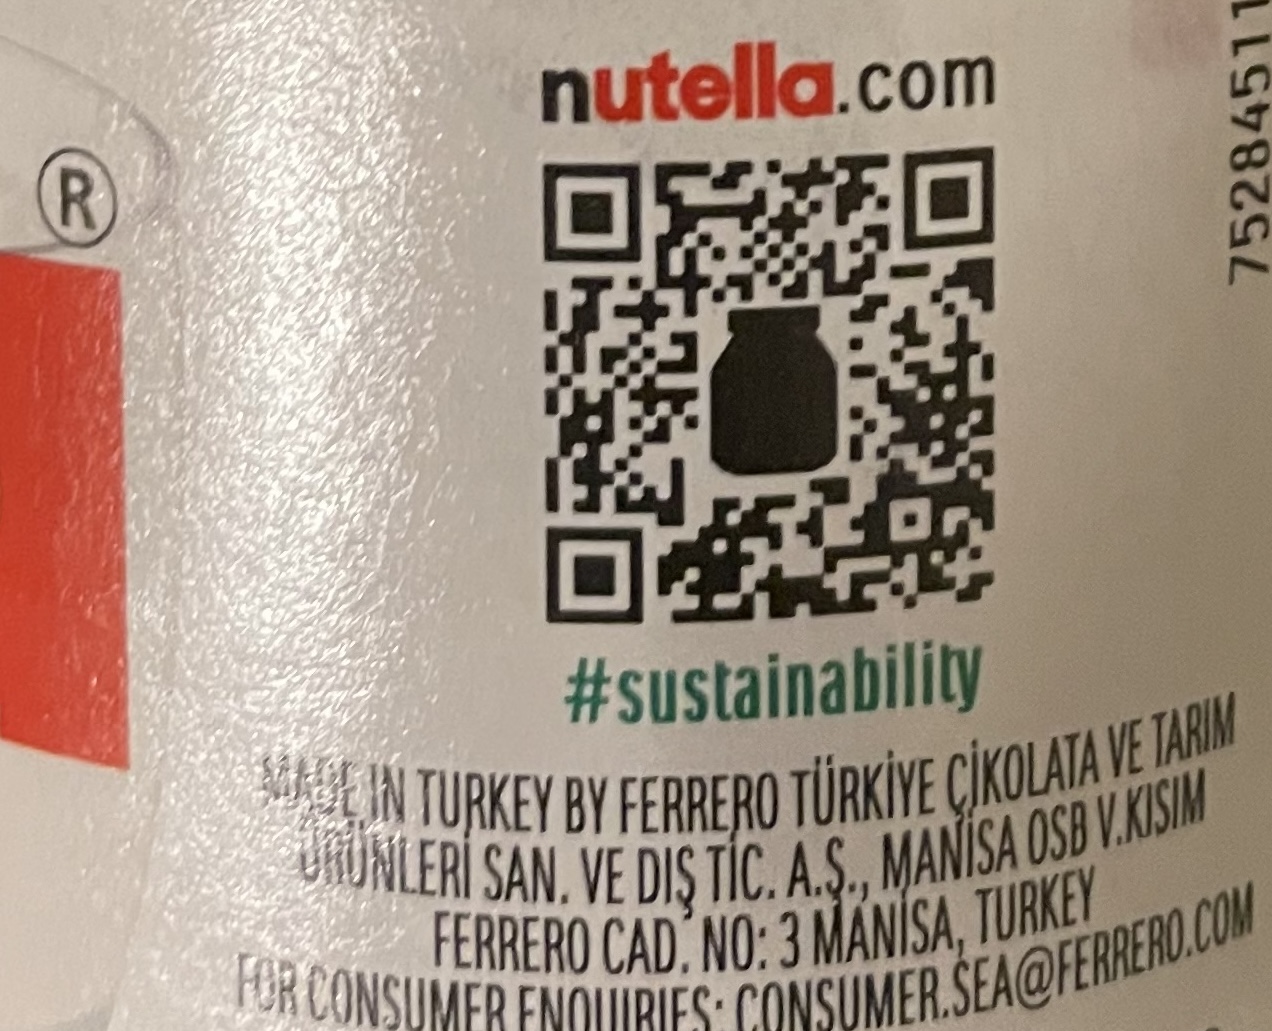 nutella.com
®
75284511
#sustainability
MADE IN TURKEY BY FERRERO TÜRKİYE ÇİKOLATA VE TARIM
ÜRÜNLERİ SAN. VE DIŞ TİC. A.Ş., MANİSA OSB V.KISIM
FERRERO CAD. NO: 3 MANİSA, TURKEY
FOR CONSUMER ENQUIRIES: CONSUMER.SEA@FERRERO.COM